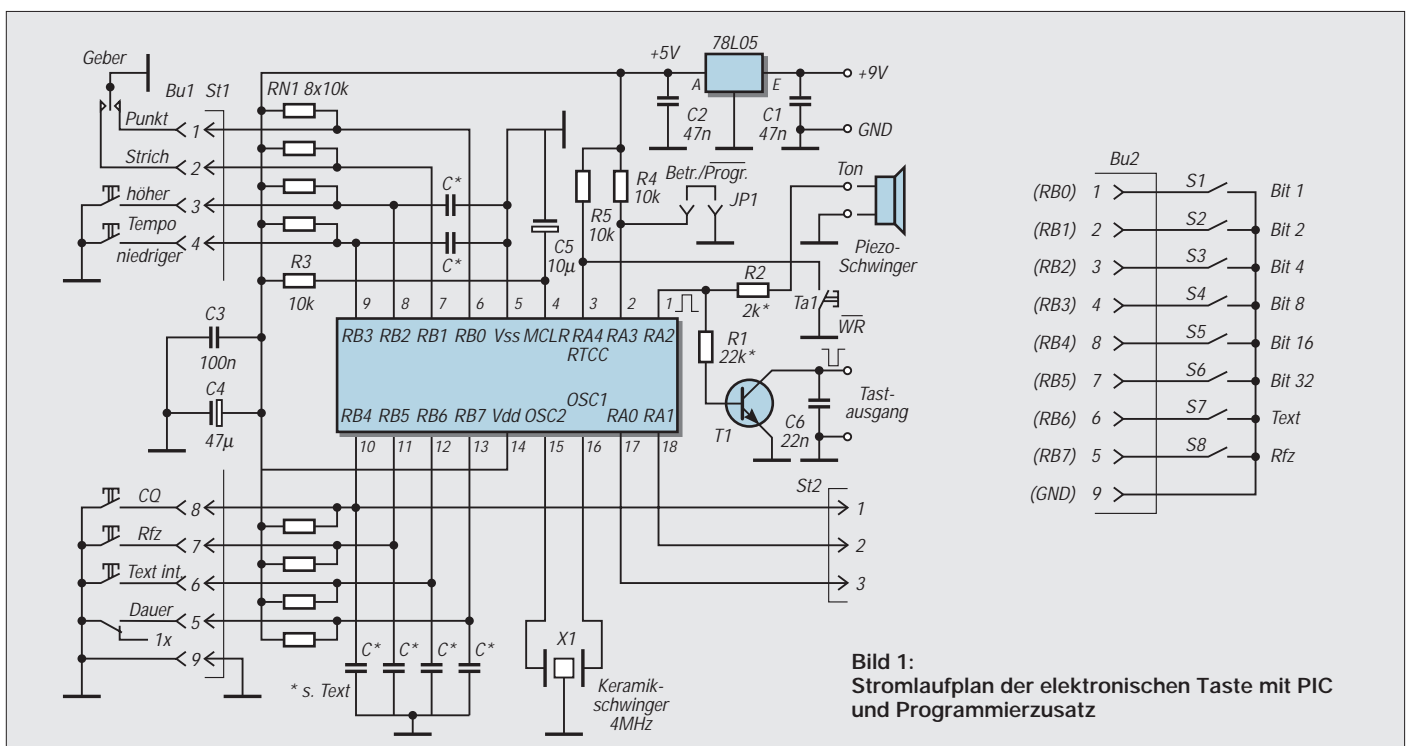 Geber
Bu1 St1
RN1 8x10k
+5V
78L05
A
E
+9V
C2
47n
C1
47n
GND
Punkt
1
Strich
2
höher
3
Tempo
4
niedriger
C*
C*
R3
10k
C5
10µ
R5
10k
R4
10k
Betr./Progr.
JP1
Ton
Piezo-
Schwinger
R2
2k*
R1
22k*
Ta1
WR
T1
C6
22n
Tast-
ausgang
C3
100n
C4
47µ
9 8 7 6 5 4 3 2 1
RB3 RB2 RB1 RB0 Vss MCLR RA4 RA3 RA2
RTCC
OSC1
RB4 RB5 RB6 RB7 Vdd OSC2 RA0 RA1
10 11 12 13 14 15 16 17 18
CQ
8
Rfz
7
Text int.
6
Dauer
5
1x
9
* s. Text
C* C* C* C*
X1
Keramik-
schwinger
4MHz
St2
1
2
3
Bu2
(RB0) 1 S1 Bit 1
(RB1) 2 S2 Bit 2
(RB2) 3 S3 Bit 4
(RB3) 4 S4 Bit 8
(RB4) 8 S5 Bit 16
(RB5) 7 S6 Bit 32
(RB6) 6 S7 Text
(RB7) 5 S8 Rfz
(GND) 9
Bild 1:
Stromlaufplan der elektronischen Taste mit PIC
und Programmierzusatz